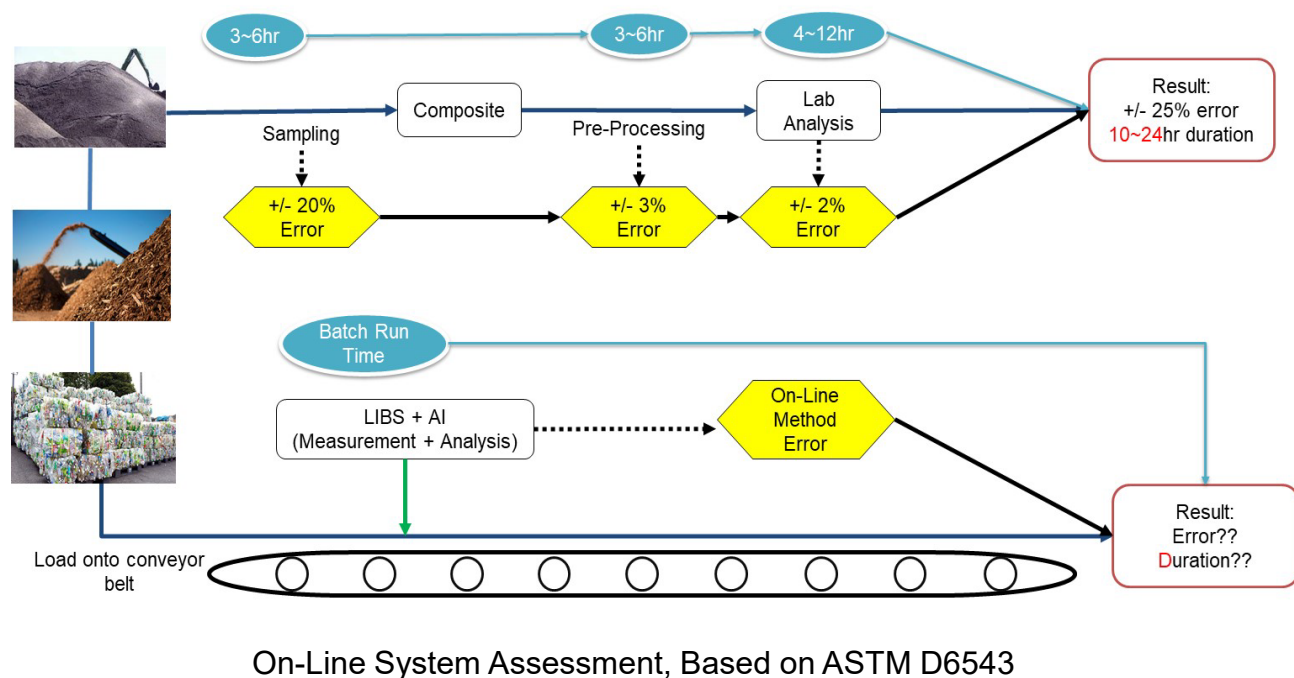 3~6hr
3~6hr
4~12hr
Composite
Lab
Analysis
Result:
+/- 25% error
10~24hr duration
Sampling
Pre-Processing
+/- 20%
Error
+/- 3%
Error
+/- 2%
Error
Batch Run
Time
LIBS + AI
(Measurement + Analysis)
On-Line
Method
Error
Result:
Error??
Duration??
Load onto conveyor
belt
On-Line System Assessment, Based on ASTM D6543